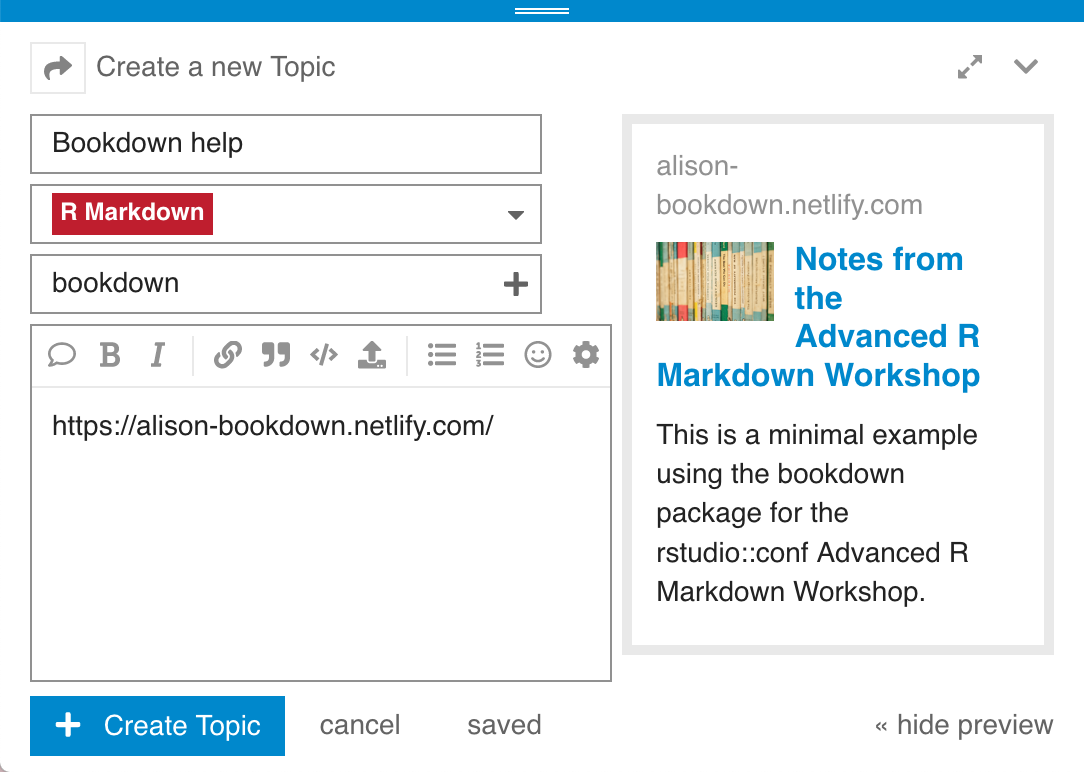 Create a new Topic
Bookdown help
R Markdown
bookdown
https://alison-bookdown.netlify.com/
Create Topic
cancel
saved
alison-
bookdown.netlify.com
Notes from
the
Advanced R
Markdown Workshop
This is a minimal example
using the bookdown
package for the
rstudio::conf Advanced R
Markdown Workshop.
« hide preview